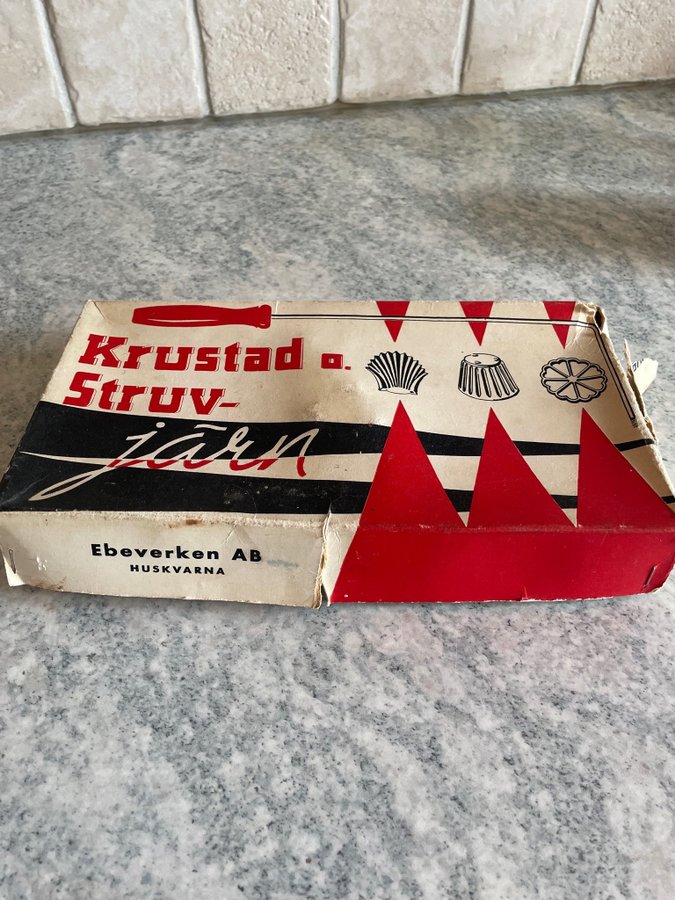 Krustad o.
Struv-
järn
Ebeverken AB
HUSKVARNA